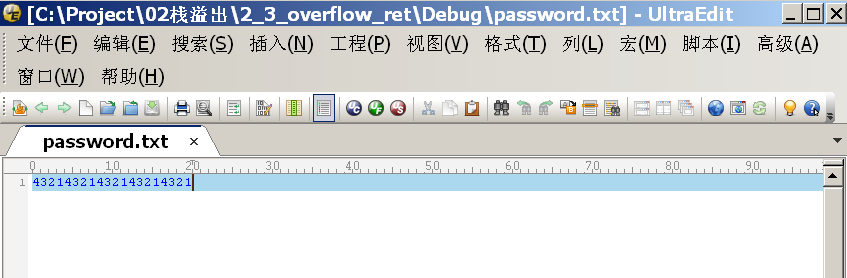 [C:\Project\02栈溢出\2_3_overflow_ret\Debug\password.txt] - UltraEdit
文件(F) 编辑(E) 搜索(S) 插入(N) 工程(P) 视图(V) 格式(T) 列(L) 宏(M) 脚本(I) 高级(A)
窗口(W) 帮助(H)
password.txt ×
0 10 20 30 40 50 60 70 80 90
1 43214321432143214321